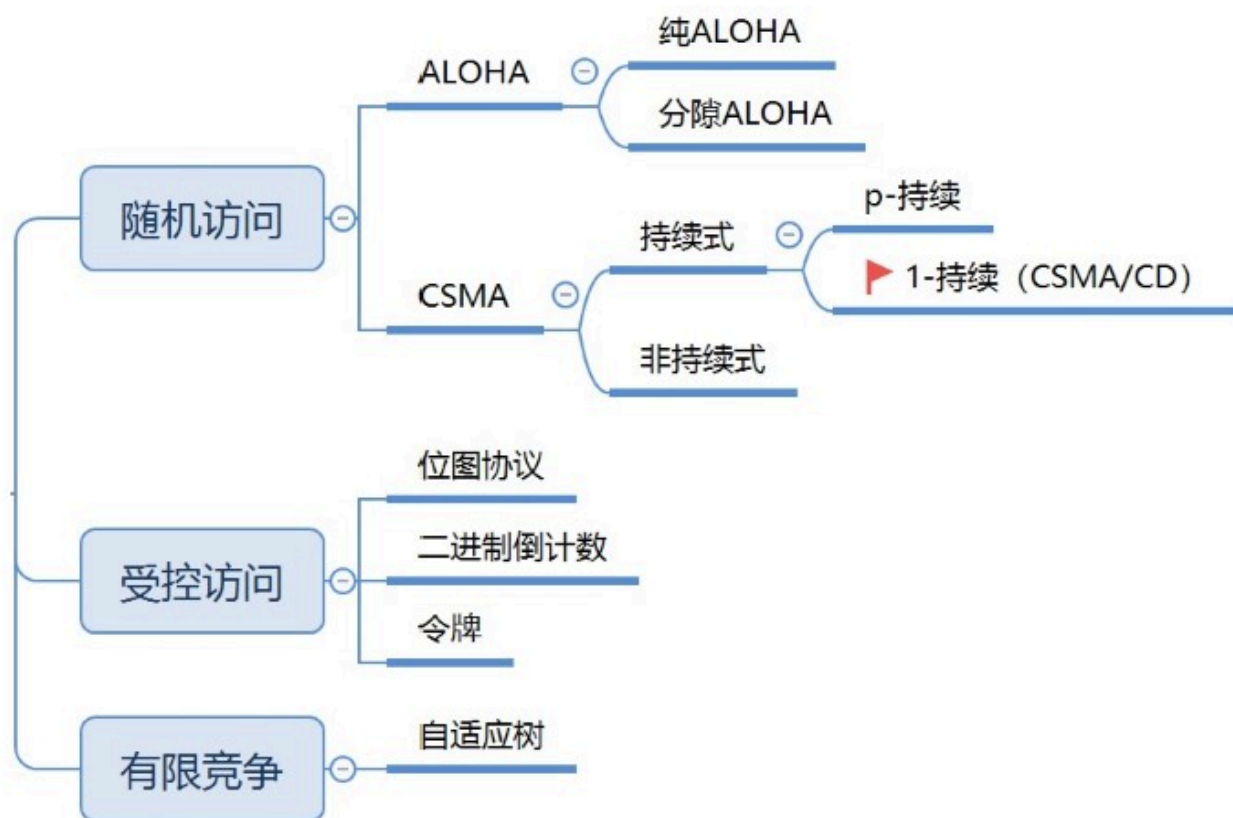 随机访问
ALOHA
纯ALOHA
分隙ALOHA
CSMA
持续式
p-持续
1-持续（CSMA/CD）
非持续式
受控访问
位图协议
二进制倒计数
令牌
有限竞争
自适应树